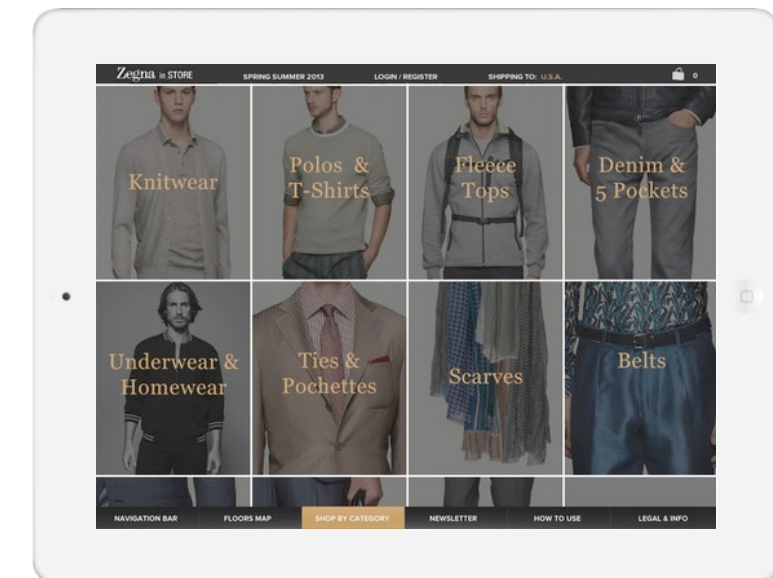 Zegna in STORE
SPRING SUMMER 2013
LOGIN / REGISTER
SHIPPING TO: U.S.A.
0
Knitwear
Polos &
T-Shirts
Fleece
Tops
Denim &
5 Pockets
Underwear &
Homewear
Ties &
Pochettes
Scarves
Belts
NAVIGATION BAR
FLOORS MAP
SHOP BY CATEGORY
NEWSLETTER
HOW TO USE
LEGAL & INFO